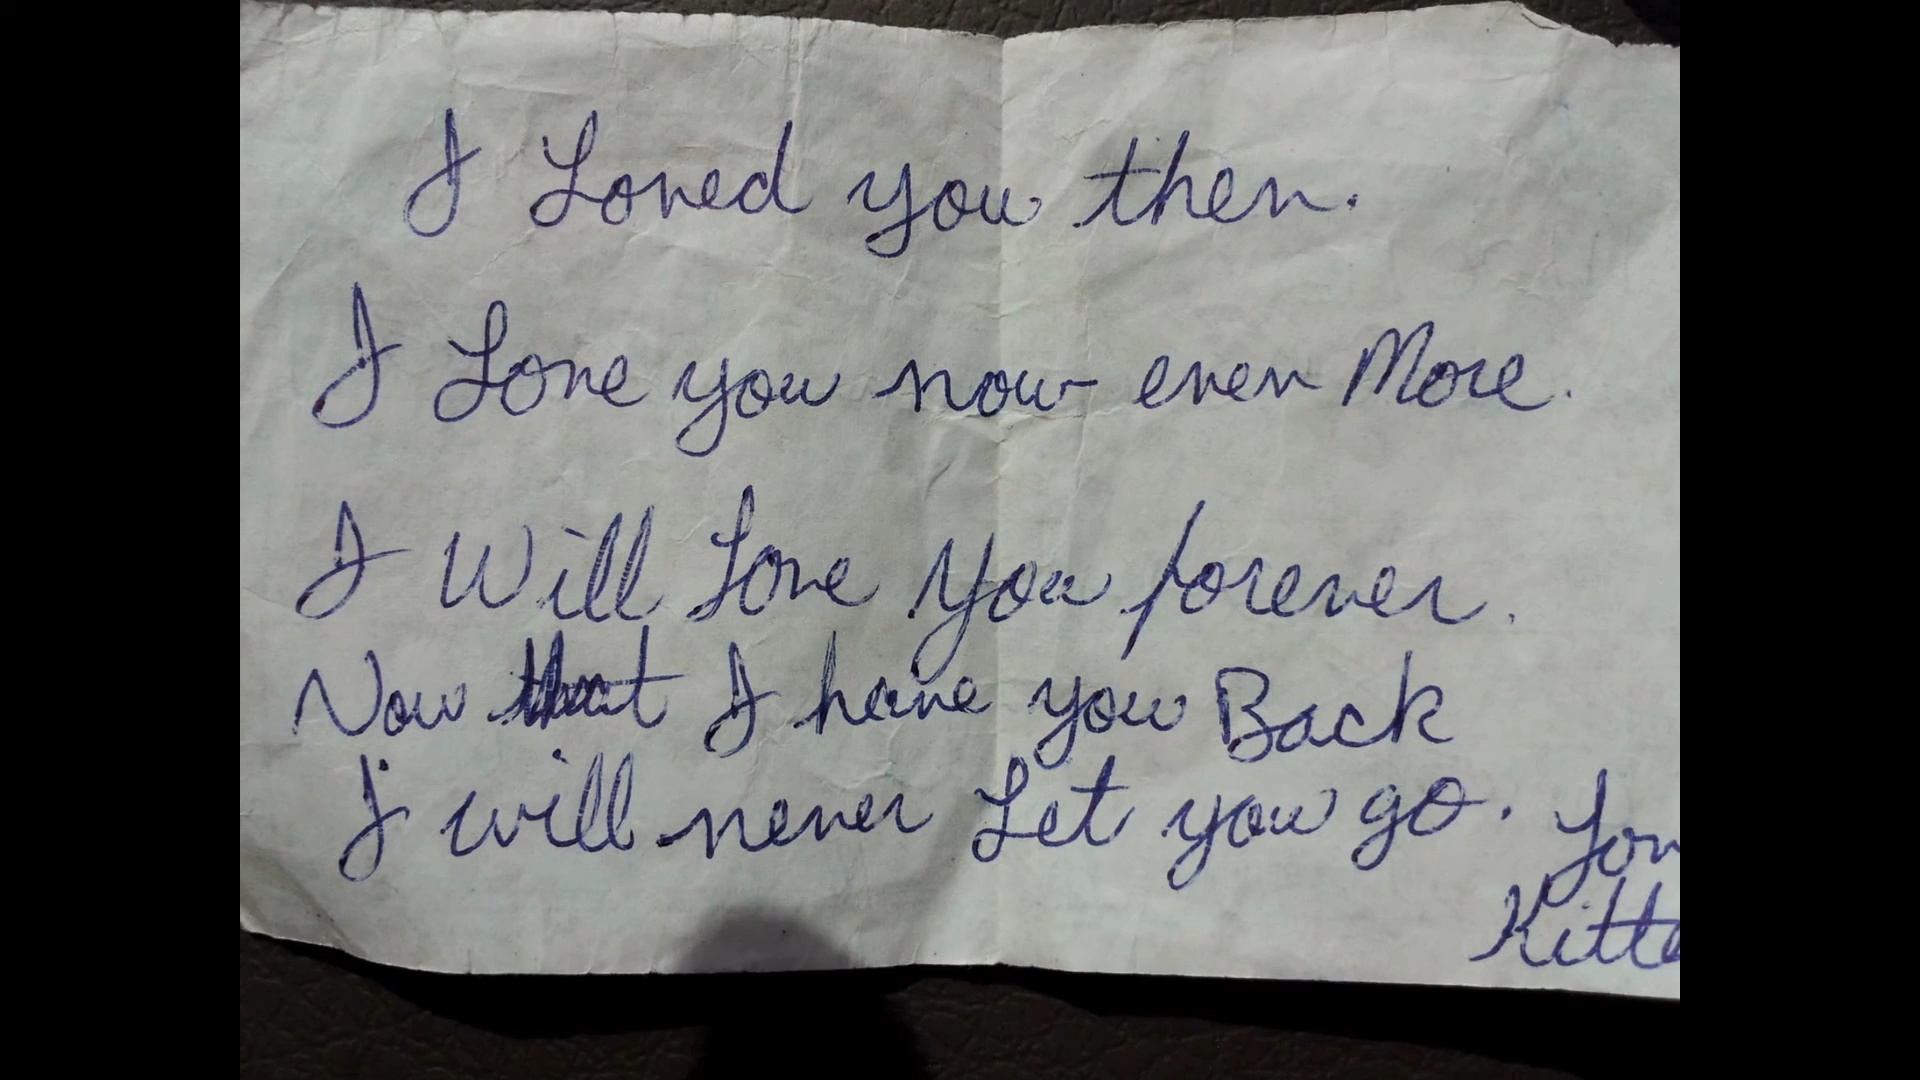 I Loved you then.
I Love you now even More.
I Will Love you forever.
Now that I have you Back
I will never Let you go.